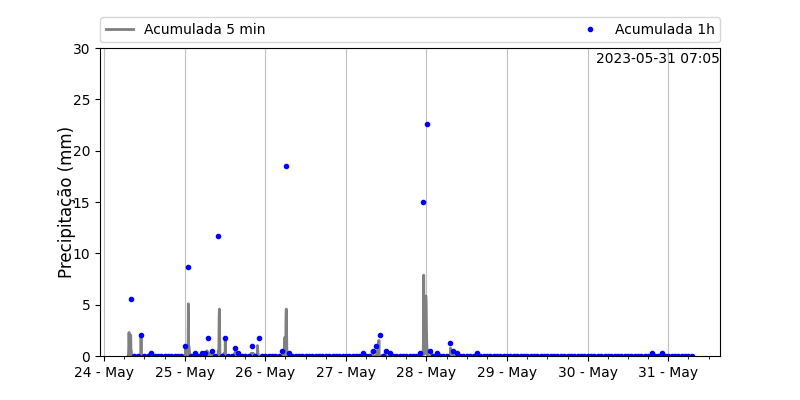 Acumulada 5 min
Acumulada 1h
2023-05-31 07:05
Precipitação (mm)
30
25
20
15
10
5
0
24 - May
25 - May
26 - May
27 - May
28 - May
29 - May
30 - May
31 - May